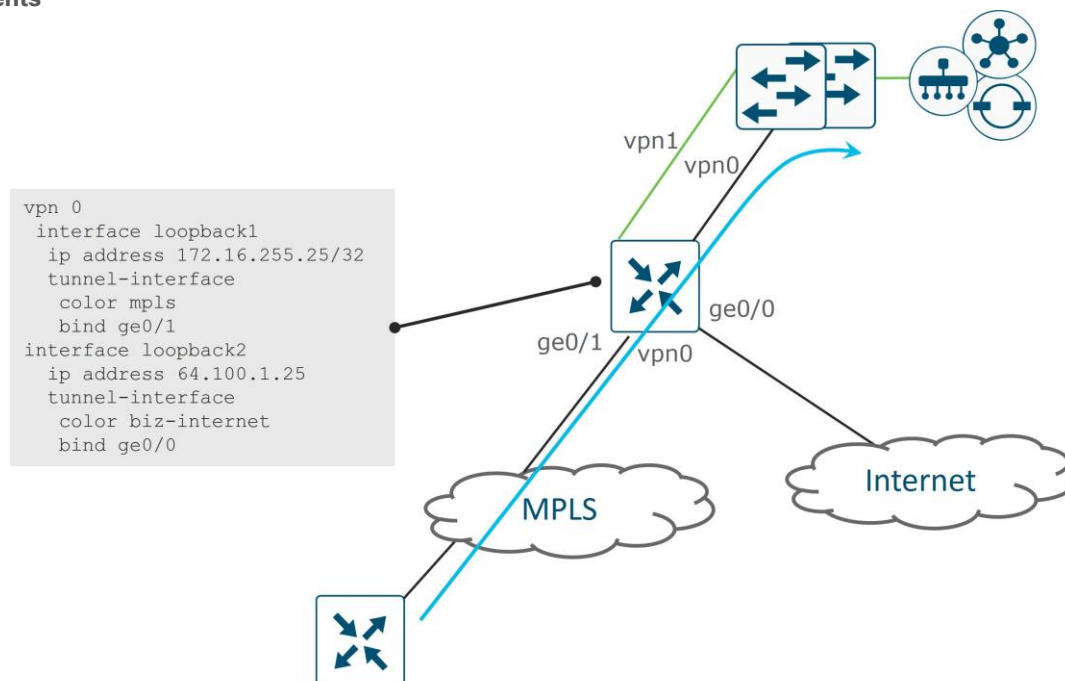 vpn1
vpn0
vpn 0
interface loopback1
ip address 172.16.255.25/32
tunnel-interface
color mpls
bind ge0/1
interface loopback2
ip address 64.100.1.25
tunnel-interface
color biz-internet
bind ge0/0
ge0/0
ge0/1
vpn0
Internet
MPLS